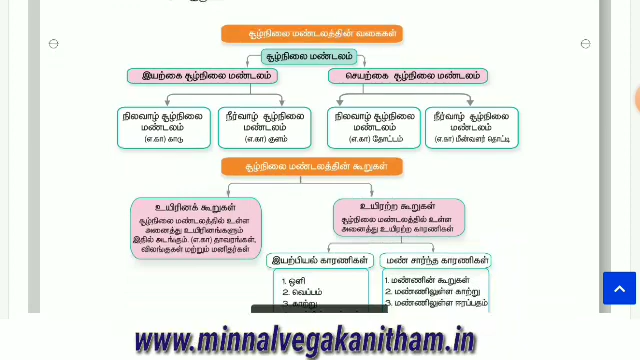 சூழ்நிலை மண்டலத்தின் வகைகள்
சூழ்நிலை மண்டலம்
இயற்கை சூழ்நிலை மண்டலம்
செயற்கை சூழ்நிலை மண்டலம்
நிலவாழ் சூழ்நிலை
மண்டலம்
(எ.கா) காடு
நீர்வாழ் சூழ்நிலை
மண்டலம்
(எ.கா) குளம்
நிலவாழ் சூழ்நிலை
மண்டலம்
(எ.கா) தோட்டம்
நீர்வாழ் சூழ்நிலை
மண்டலம்
(எ.கா) மீன்வளர் தொட்டி
சூழ்நிலை மண்டலத்தின் கூறுகள்
உயிரினக் கூறுகள்
சூழ்நிலை மண்டலத்தில் உள்ள
அனைத்து உயிரினங்களும்
இதில் அடங்கும். (எ.கா) தாவரங்கள்,
விலங்குகள் மற்றும் மனிதர்கள்
உயிரற்ற கூறுகள்
சூழ்நிலை மண்டலத்தில் உள்ள
அனைத்து உயிரற்ற காரணிகள்
இயற்பியல் காரணிகள்
1. ஒளி
2. வெப்பம்
3. காற்று
மண் சார்ந்த காரணிகள்
1. மண்ணின் கூறுகள்
2. மண்ணிலுள்ள காற்று
3. மண்ணிலுள்ள ஈரப்பதம்
www.minnalvegakanitham.in